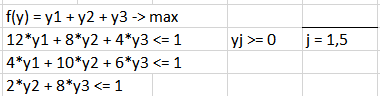 f(y) = y1 + y2 + y3 -> max
12*y1 + 8*y2 + 4*y3 <= 1 yj >= 0 j = 1,5
4*y1 + 10*y2 + 6*y3 <= 1
2*y2 + 8*y3 <= 1